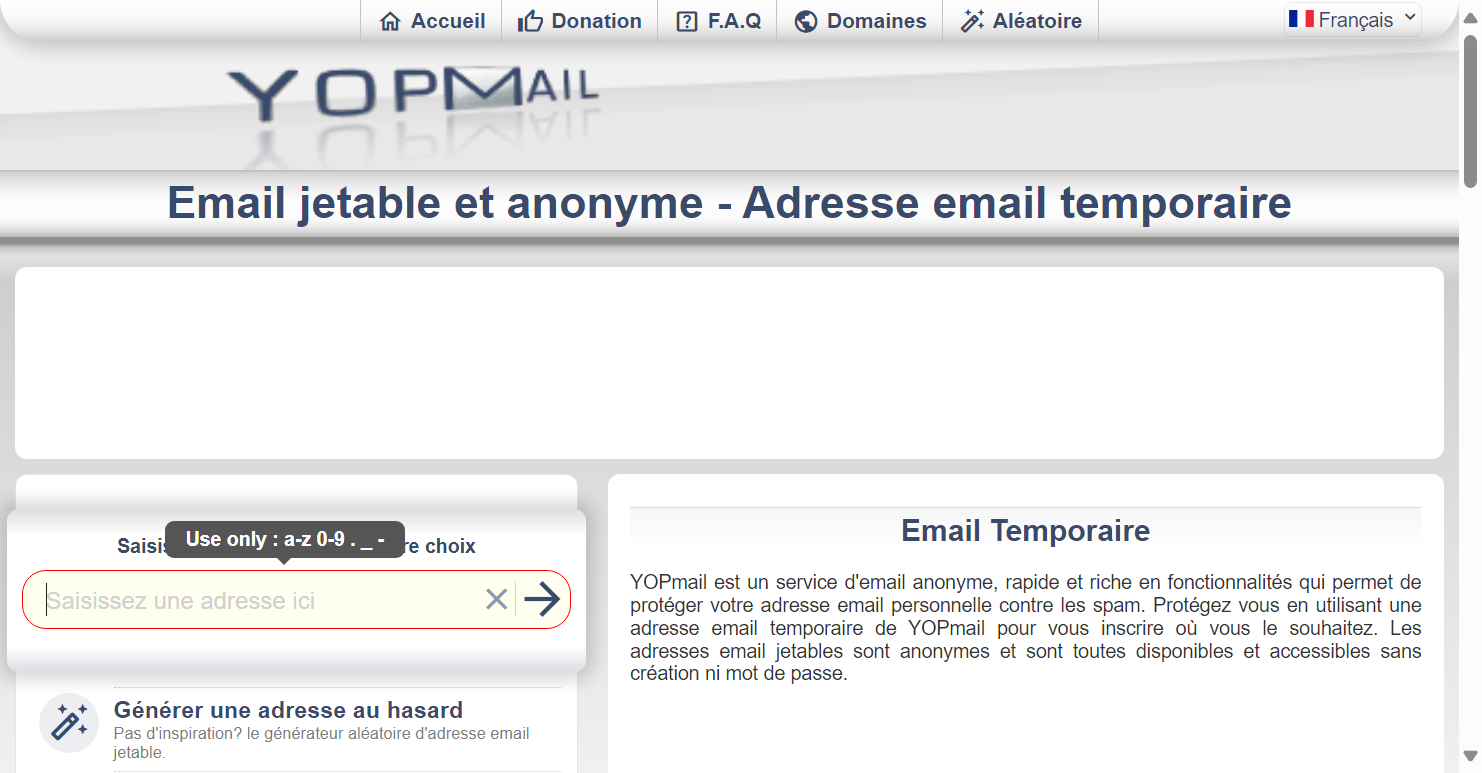 Accueil
Donation
F.A.Q
Domaines
Aléatoire
Français
YOPMAIL
Email jetable et anonyme - Adresse email temporaire
Use only : a-z 0-9 . _ -
re choix
Saisissez une adresse ici
Générer une adresse au hasard
Pas d'inspiration? le générateur aléatoire d'adresse email
jetable.
Email Temporaire
YOPmail est un service d'email anonyme, rapide et riche en fonctionnalités qui permet de
protéger votre adresse email personnelle contre les spam. Protégez vous en utilisant une
adresse email temporaire de YOPmail pour vous inscrire où vous le souhaitez. Les
adresses email jetables sont anonymes et sont toutes disponibles et accessibles sans
création ni mot de passe.